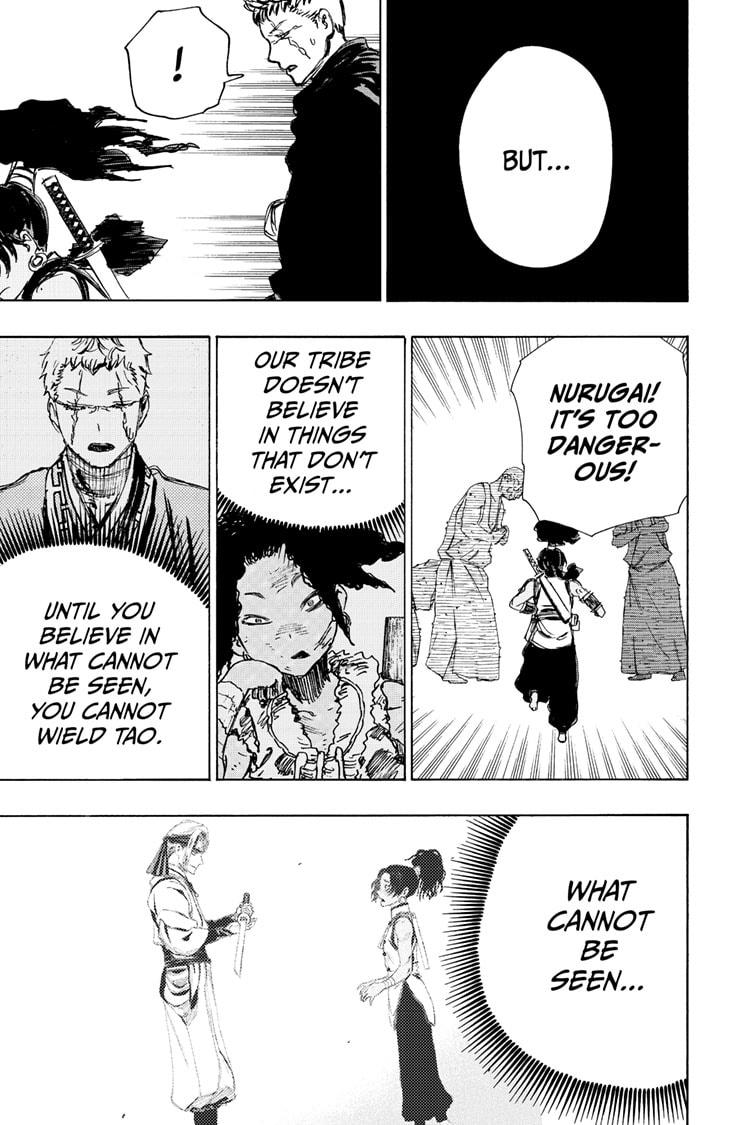 BUT...
!
NURUGAI!
IT'S TOO
DANGER-
OUS!
OUR TRIBE
DOESN'T
BELIEVE
IN THINGS
THAT DON'T
EXIST...
UNTIL YOU
BELIEVE IN
WHAT CANNOT
BE SEEN,
YOU CANNOT
WIELD TAO.
WHAT
CANNOT
BE
SEEN...